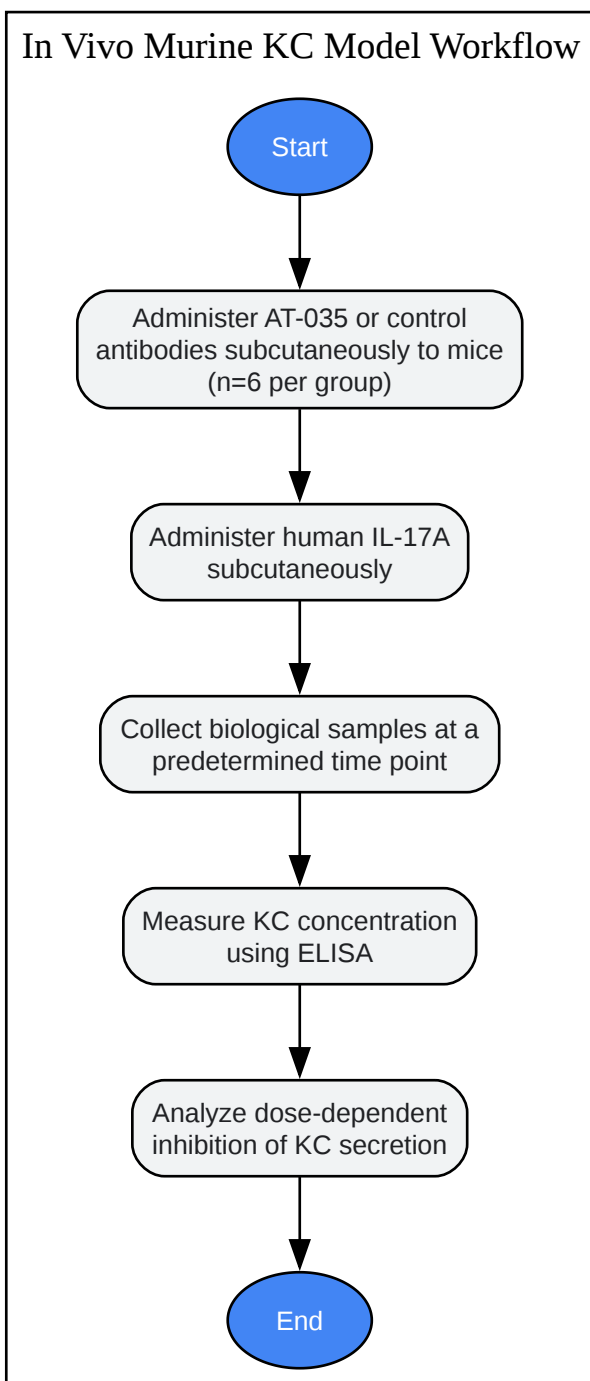 In Vivo Murine KC Model Workflow
Start
Administer AT-035 or control
antibodies subcutaneously to mice
(n=6 per group)
Administer human IL-17A
subcutaneously
Collect biological samples at a
predetermined time point
Measure KC concentration
using ELISA
Analyze dose-dependent
inhibition of KC secretion
End